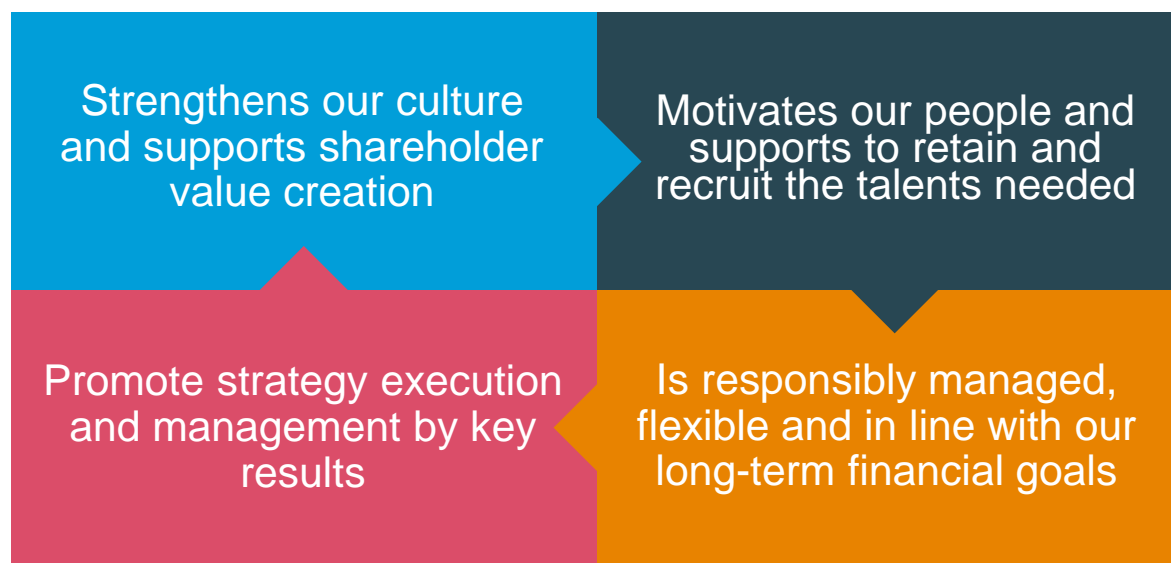 Strengthens our culture
and supports shareholder
value creation
Motivates our people and
supports to retain and
recruit the talents needed
Promote strategy execution
and management by key
results
Is responsibly managed,
flexible and in line with our
long-term financial goals